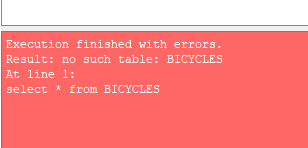 Execution finished with errors.
Result: no such table: BICYCLES
At line 1:
select * from BICYCLES